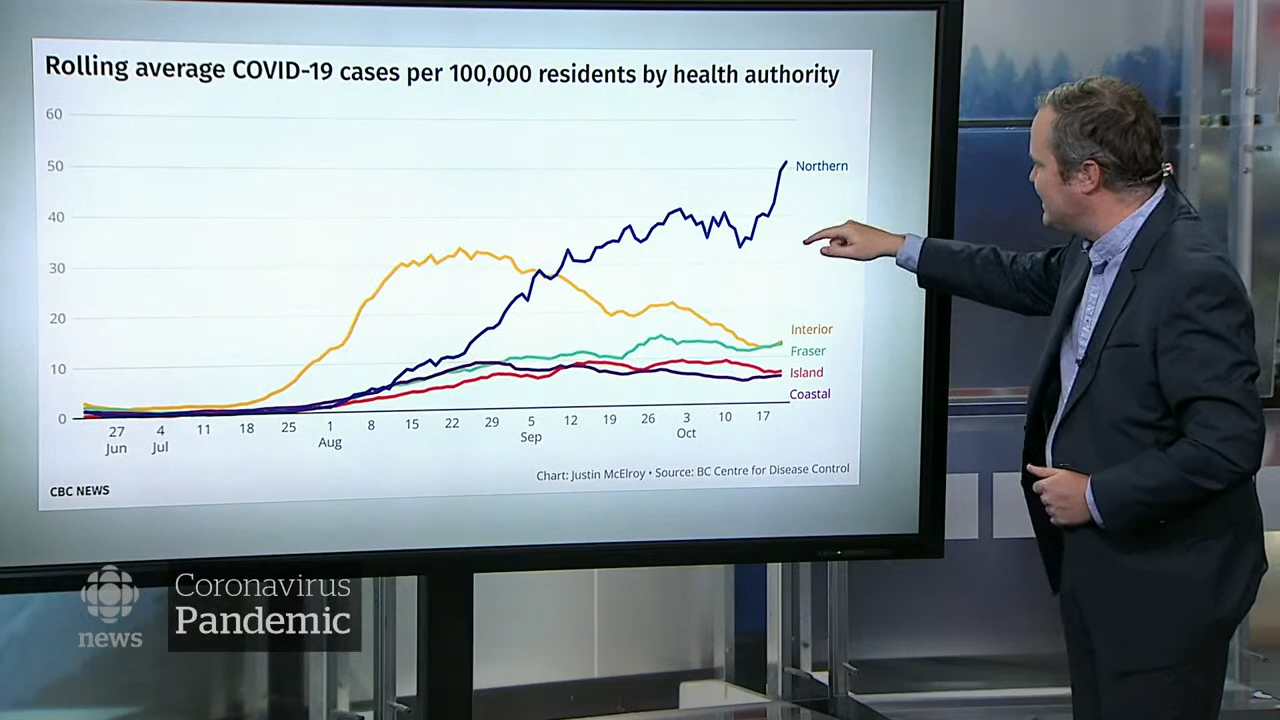 Rolling average COVID-19 cases per 100,000 residents by health authority
60
50
40
30
20
10
0
Northern
Interior
Fraser
Island
Coastal
27 4 11 18 25 1 8 15 22 29 5 12 19 26 3 10 17
Jun Jul Aug Sep Oct
Chart: Justin McElroy • Source: BC Centre for Disease Control
CBC NEWS
news
Coronavirus
Pandemic